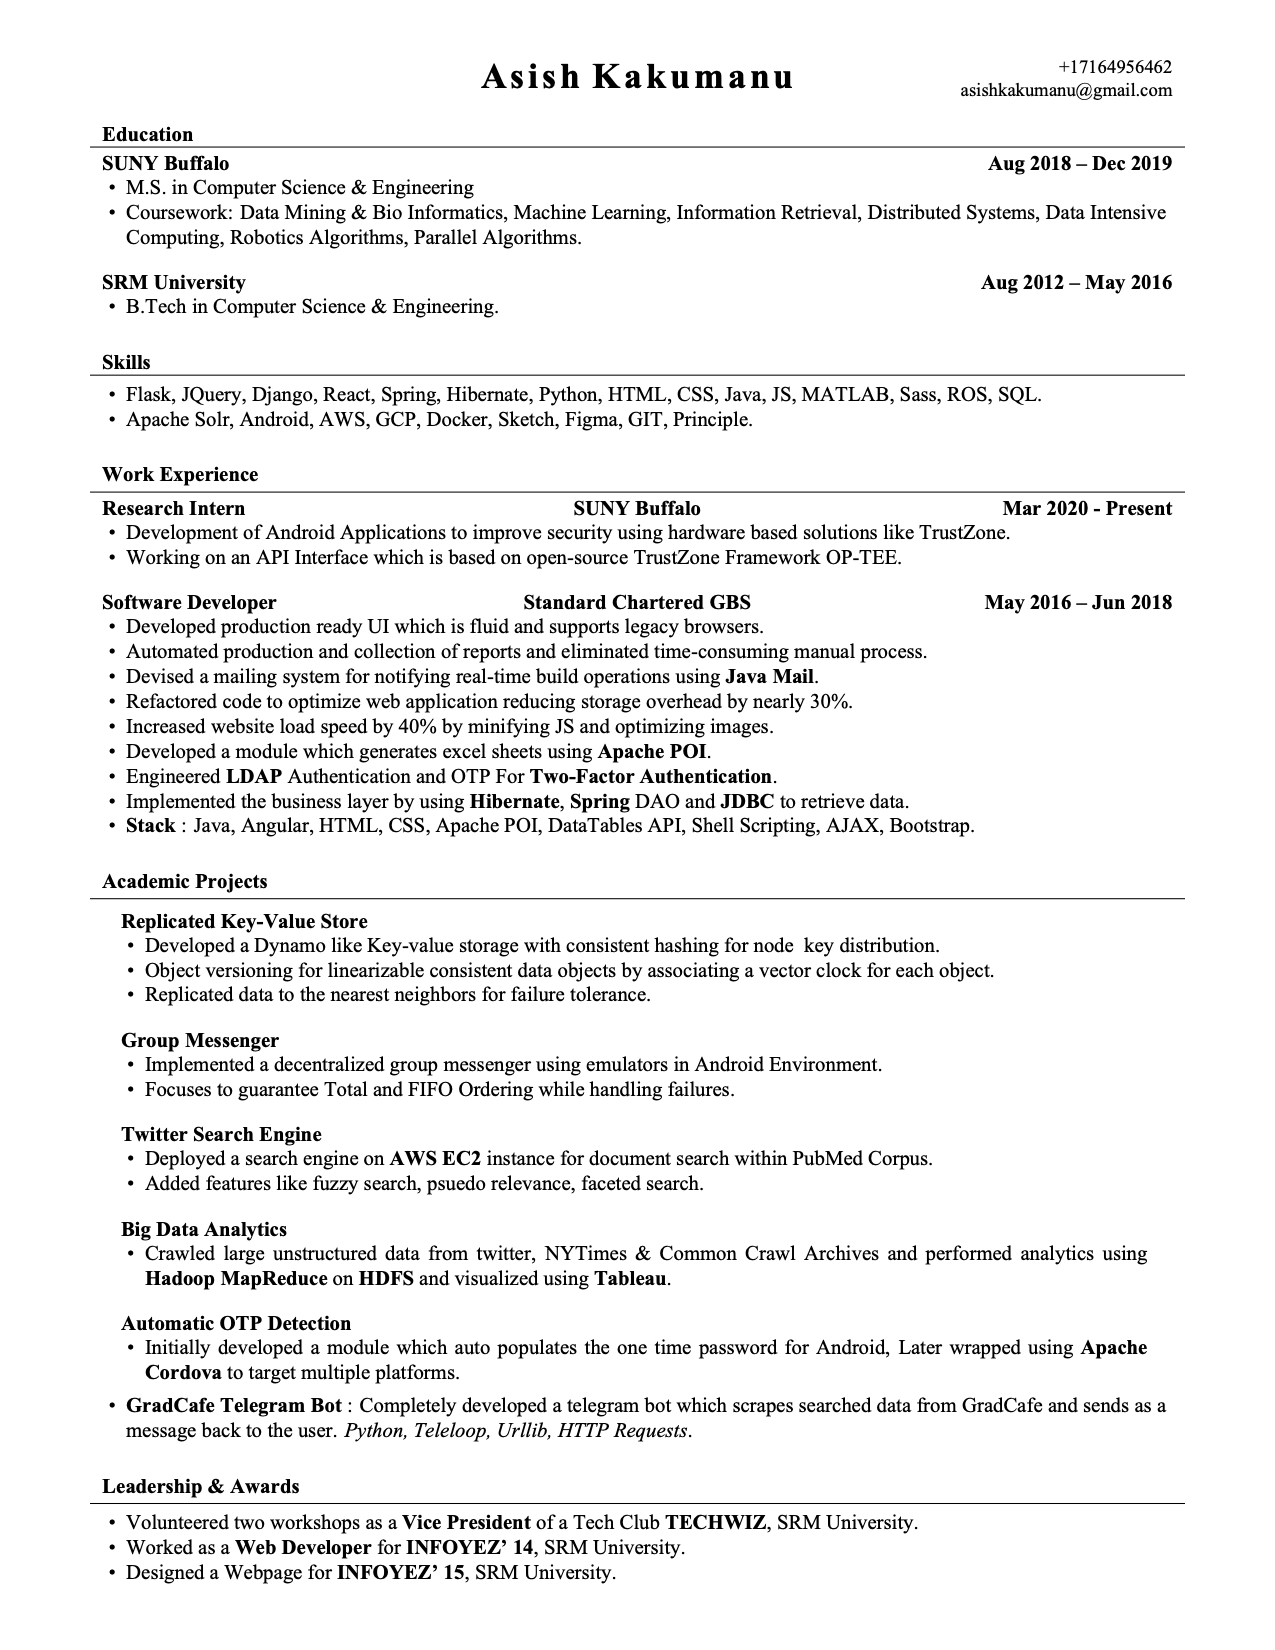 Asish Kakumanu
+17164956462
asishkakumanu@gmail.com
Education
SUNY Buffalo Aug 2018 – Dec 2019
• M.S. in Computer Science & Engineering
• Coursework: Data Mining & Bio Informatics, Machine Learning, Information Retrieval, Distributed Systems, Data Intensive
Computing, Robotics Algorithms, Parallel Algorithms.
SRM University Aug 2012 – May 2016
• B.Tech in Computer Science & Engineering.
Skills
• Flask, JQuery, Django, React, Spring, Hibernate, Python, HTML, CSS, Java, JS, MATLAB, Sass, ROS, SQL.
• Apache Solr, Android, AWS, GCP, Docker, Sketch, Figma, GIT, Principle.
Work Experience
Research Intern SUNY Buffalo Mar 2020 - Present
• Development of Android Applications to improve security using hardware based solutions like TrustZone.
• Working on an API Interface which is based on open-source TrustZone Framework OP-TEE.
Software Developer Standard Chartered GBS May 2016 – Jun 2018
• Developed production ready UI which is fluid and supports legacy browsers.
• Automated production and collection of reports and eliminated time-consuming manual process.
• Devised a mailing system for notifying real-time build operations using Java Mail.
• Refactored code to optimize web application reducing storage overhead by nearly 30%.
• Increased website load speed by 40% by minifying JS and optimizing images.
• Developed a module which generates excel sheets using Apache POI.
• Engineered LDAP Authentication and OTP For Two-Factor Authentication.
• Implemented the business layer by using Hibernate, Spring DAO and JDBC to retrieve data.
• Stack : Java, Angular, HTML, CSS, Apache POI, DataTables API, Shell Scripting, AJAX, Bootstrap.
Academic Projects
Replicated Key-Value Store
• Developed a Dynamo like Key-value storage with consistent hashing for node key distribution.
• Object versioning for linearizable consistent data objects by associating a vector clock for each object.
• Replicated data to the nearest neighbors for failure tolerance.
Group Messenger
• Implemented a decentralized group messenger using emulators in Android Environment.
• Focuses to guarantee Total and FIFO Ordering while handling failures.
Twitter Search Engine
• Deployed a search engine on AWS EC2 instance for document search within PubMed Corpus.
• Added features like fuzzy search, psuedo relevance, faceted search.
Big Data Analytics
• Crawled large unstructured data from twitter, NYTimes & Common Crawl Archives and performed analytics using
Hadoop MapReduce on HDFS and visualized using Tableau.
Automatic OTP Detection
• Initially developed a module which auto populates the one time password for Android, Later wrapped using Apache
Cordova to target multiple platforms.
• GradCafe Telegram Bot : Completely developed a telegram bot which scrapes searched data from GradCafe and sends as a
message back to the user. Python, Teleloop, Urllib, HTTP Requests.
Leadership & Awards
• Volunteered two workshops as a Vice President of a Tech Club TECHWIZ, SRM University.
• Worked as a Web Developer for INFOYEZ’ 14, SRM University.
• Designed a Webpage for INFOYEZ’ 15, SRM University.